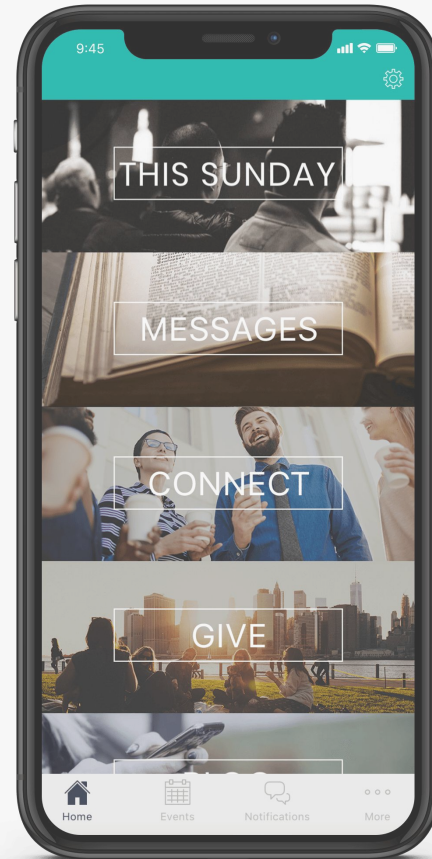 9:45
THIS SUNDAY
MESSAGES
CONNECT
GIVE
Home
Events
Notifications
More